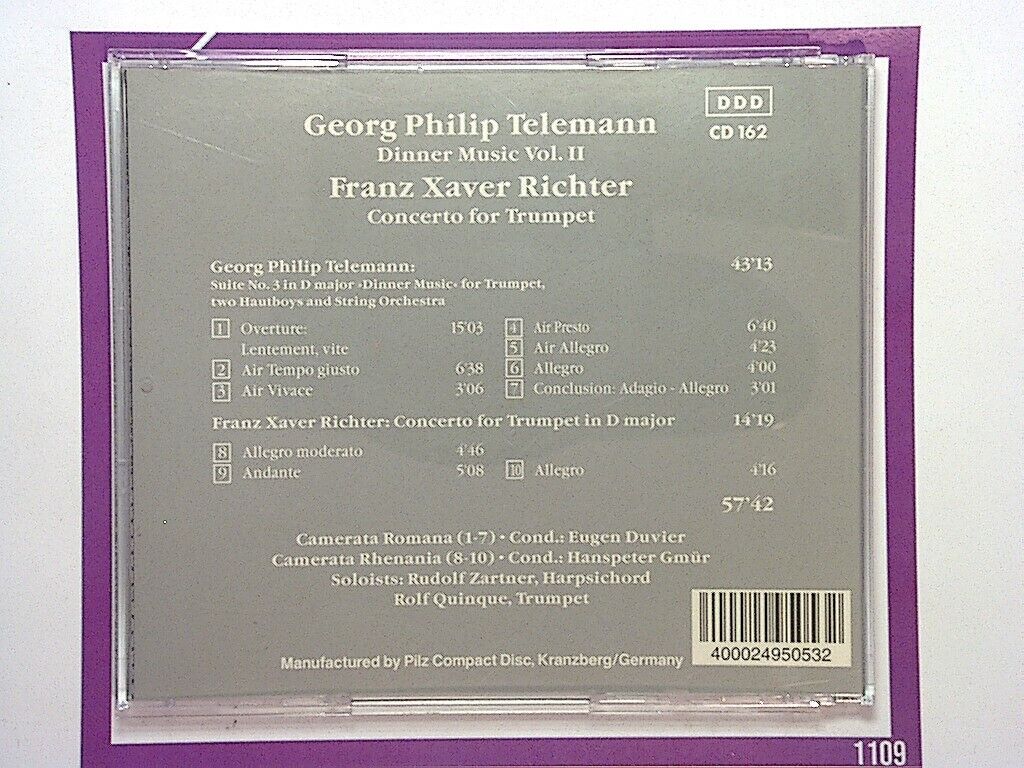 DDD
CD 162
Georg Philip Telemann
Dinner Music Vol. II
Franz Xaver Richter
Concerto for Trumpet
Georg Philip Telemann: 43'13
Suite No. 3 in D major »Dinner Music« for Trumpet,
two Hautboys and String Orchestra
1 Overture: 15'03
Lentement, vite
2 Air Tempo giusto 6'38
3 Air Vivace 3'06
4 Air Presto 6'40
5 Air Allegro 4'23
6 Allegro 4'00
7 Conclusion: Adagio - Allegro 3'01
Franz Xaver Richter: Concerto for Trumpet in D major 14'19
8 Allegro moderato 4'46
9 Andante 5'08
10 Allegro 4'16
57'42
Camerata Romana (1-7) • Cond.: Eugen Duvier
Camerata Rhenania (8-10) • Cond.: Hanspeter Gmür
Soloists: Rudolf Zartner, Harpsichord
Rolf Quinque, Trumpet
Manufactured by Pilz Compact Disc, Kranzberg/Germany
400024950532
1109